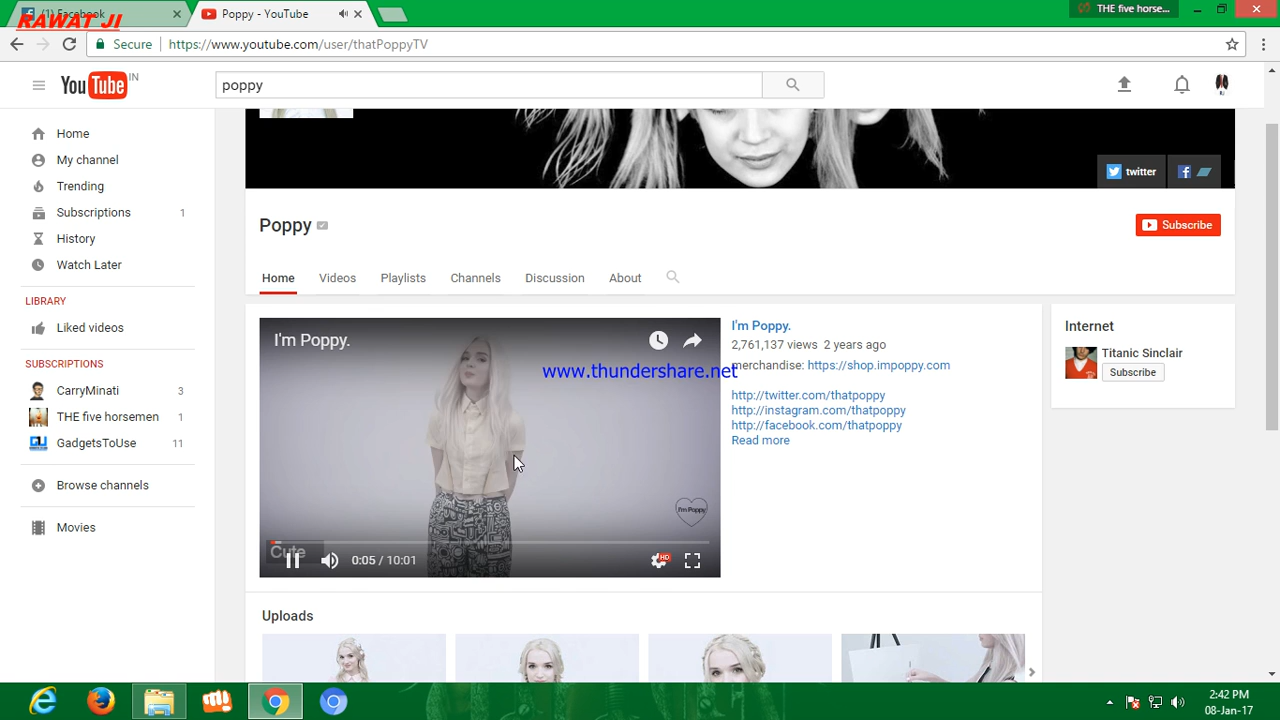 (1) Facebook
RAWAT JI
Poppy - YouTube
THE five horse...
Secure
https://www.youtube.com/user/thatPoppyTV
YouTube IN
poppy
Home
My channel
Trending
Subscriptions 1
History
Watch Later
LIBRARY
Liked videos
SUBSCRIPTIONS
CarryMinati 3
THE five horsemen 1
GadgetsToUse 11
Browse channels
Movies
twitter
Poppy
Subscribe
Home Videos Playlists Channels Discussion About
I'm Poppy.
www.thundershare.net
I'm Poppy.
Cute
0:05 / 10:01
HD
I'm Poppy.
2,761,137 views 2 years ago
merchandise: https://shop.impoppy.com
http://twitter.com/thatpoppy
http://instagram.com/thatpoppy
http://facebook.com/thatpoppy
Read more
Internet
Titanic Sinclair
Subscribe
Uploads
2:42 PM
08-Jan-17